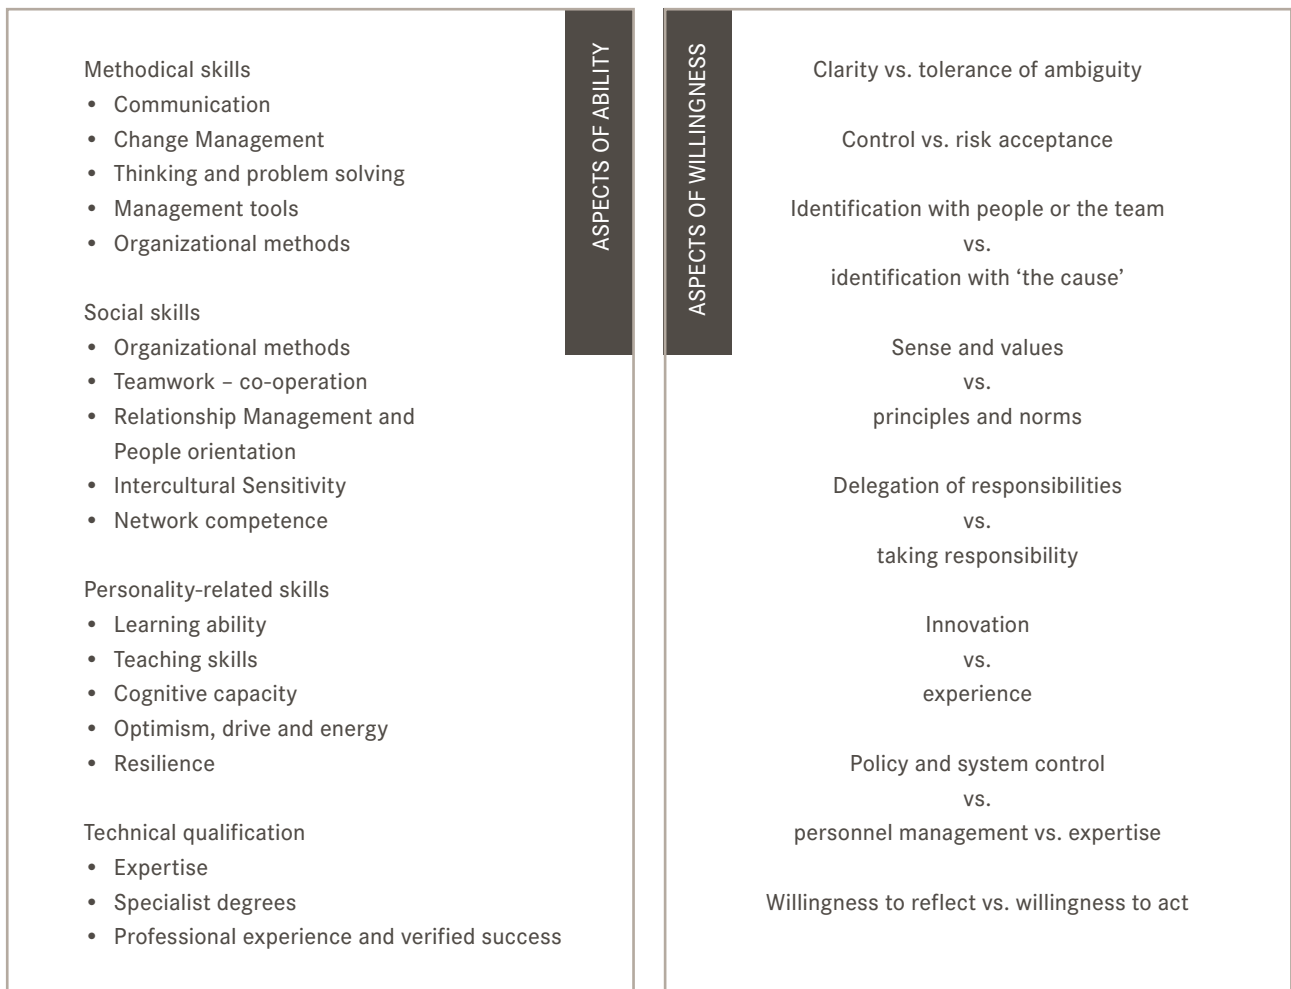 Methodical skills
• Communication
• Change Management
• Thinking and problem solving
• Management tools
• Organizational methods
Social skills
• Organizational methods
• Teamwork – co-operation
• Relationship Management and
People orientation
• Intercultural Sensitivity
• Network competence
Personality-related skills
• Learning ability
• Teaching skills
• Cognitive capacity
• Optimism, drive and energy
• Resilience
Technical qualification
• Expertise
• Specialist degrees
• Professional experience and verified success
ASPECTS OF ABILITY
ASPECTS OF WILLINGNESS
Clarity vs. tolerance of ambiguity
Control vs. risk acceptance
Identification with people or the team
vs.
identification with ‘the cause’
Sense and values
vs.
principles and norms
Delegation of responsibilities
vs.
taking responsibility
Innovation
vs.
experience
Policy and system control
vs.
personnel management vs. expertise
Willingness to reflect vs. willingness to act